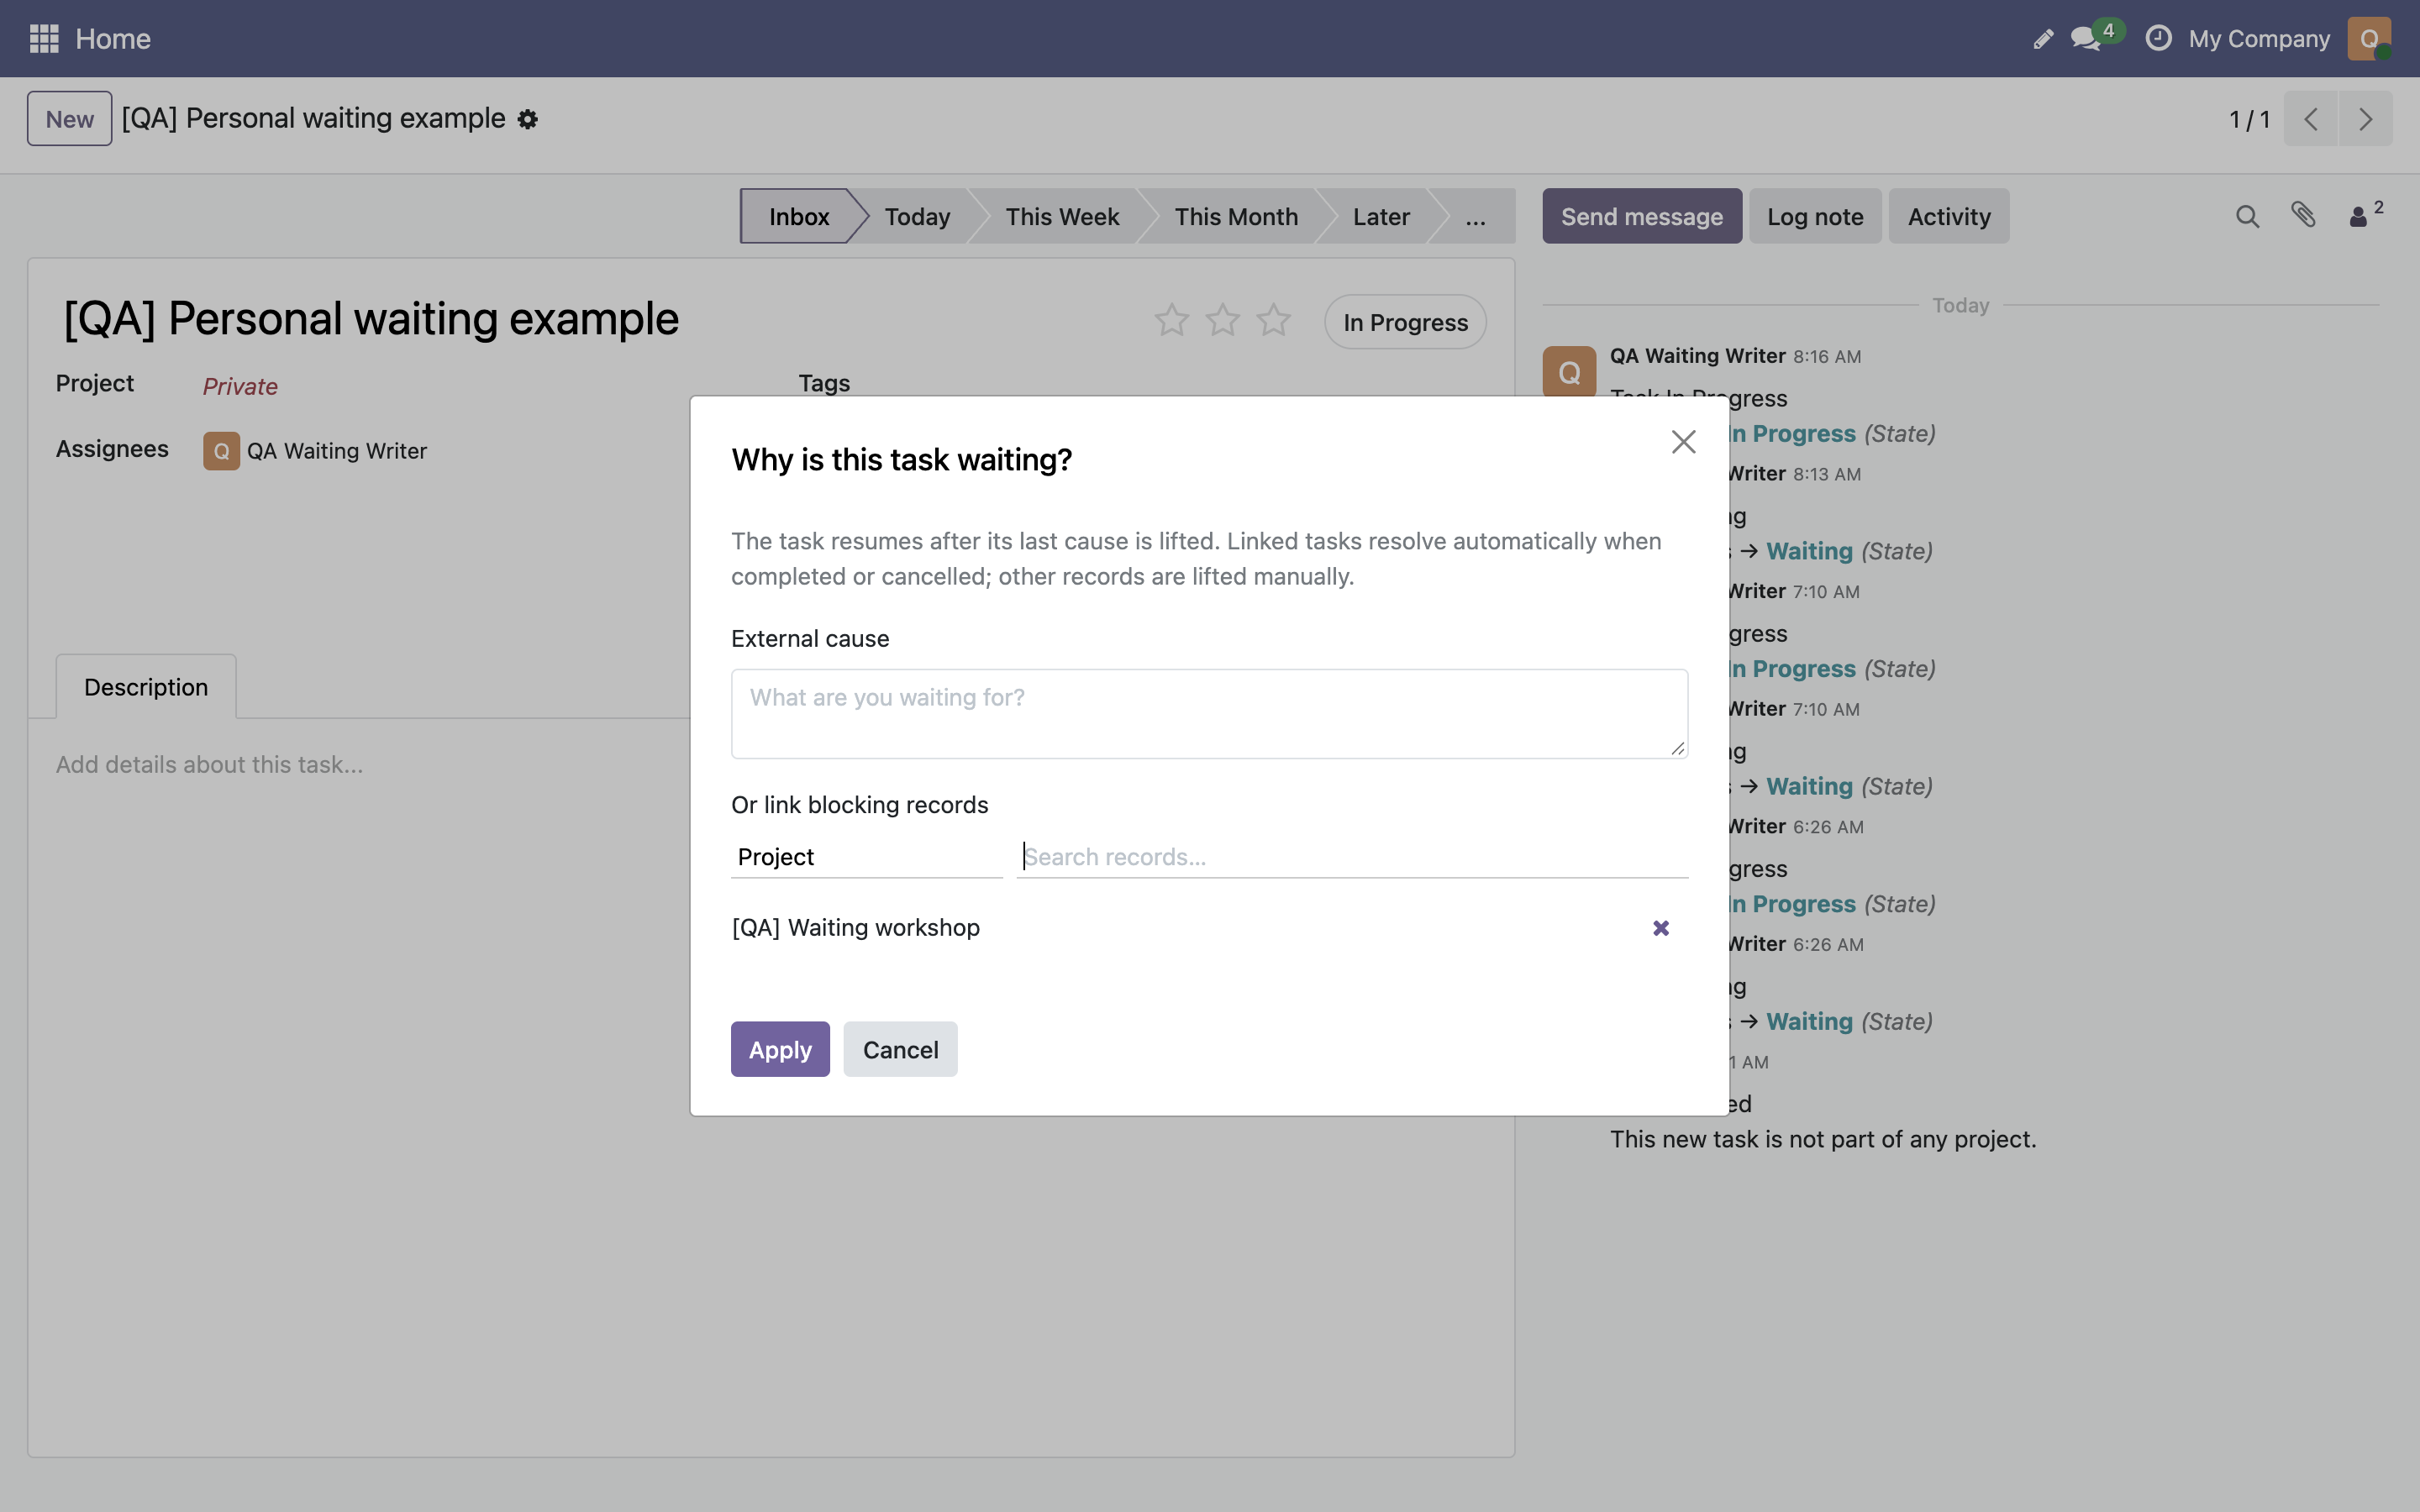 Home
4
My Company
Q
New
[QA] Personal waiting example
1 / 1
Inbox
Today
This Week
This Month
Later
...
Send message
Log note
Activity
2
[QA] Personal waiting example
In Progress
Project
Private
Tags
Assignees
Q
QA Waiting Writer
Description
Add details about this task...
Today
Q
QA Waiting Writer 8:16 AM
In Progress (State)
Writer 8:13 AM
→ Waiting (State)
Writer 7:10 AM
In Progress (State)
Writer 7:10 AM
→ Waiting (State)
Writer 6:26 AM
In Progress (State)
Writer 6:26 AM
→ Waiting (State)
AM
This new task is not part of any project.
Why is this task waiting?
The task resumes after its last cause is lifted. Linked tasks resolve automatically when
completed or cancelled; other records are lifted manually.
External cause
What are you waiting for?
Or link blocking records
Project
Search records...
[QA] Waiting workshop
Apply
Cancel